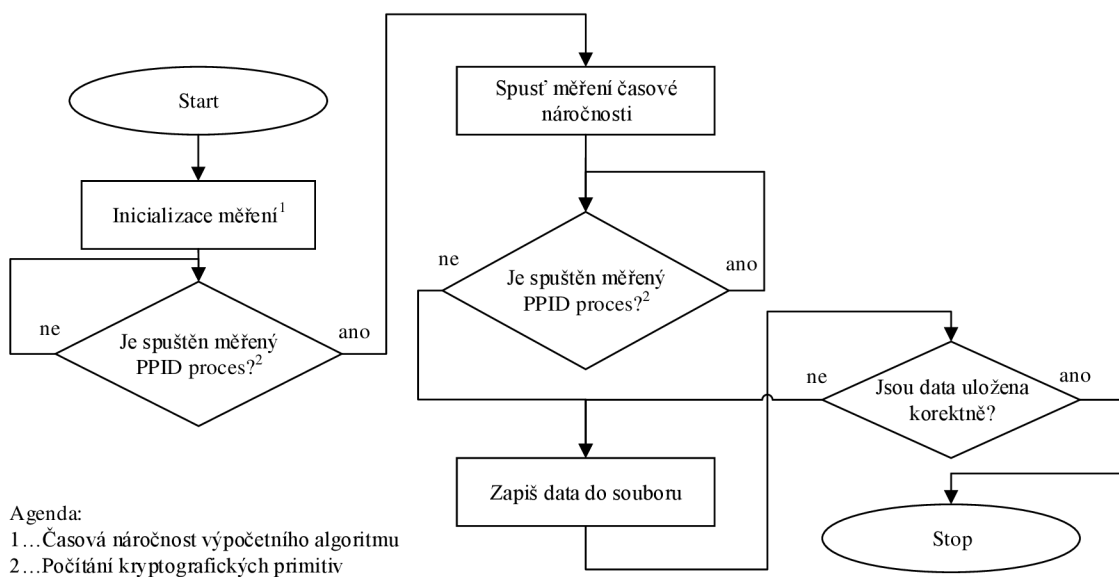 Start
Inicializace měření¹
ne
Je spuštěn měřený
PPID proces?²
ano
Spusť měření časové
náročnosti
ne
Je spuštěn měřený
PPID proces?²
ano
Zapiš data do souboru
ne
Jsou data uložena
korektně?
ano
Stop
Agenda:
1…Časová náročnost výpočetního algoritmu
2…Počítání kryptografických primitiv